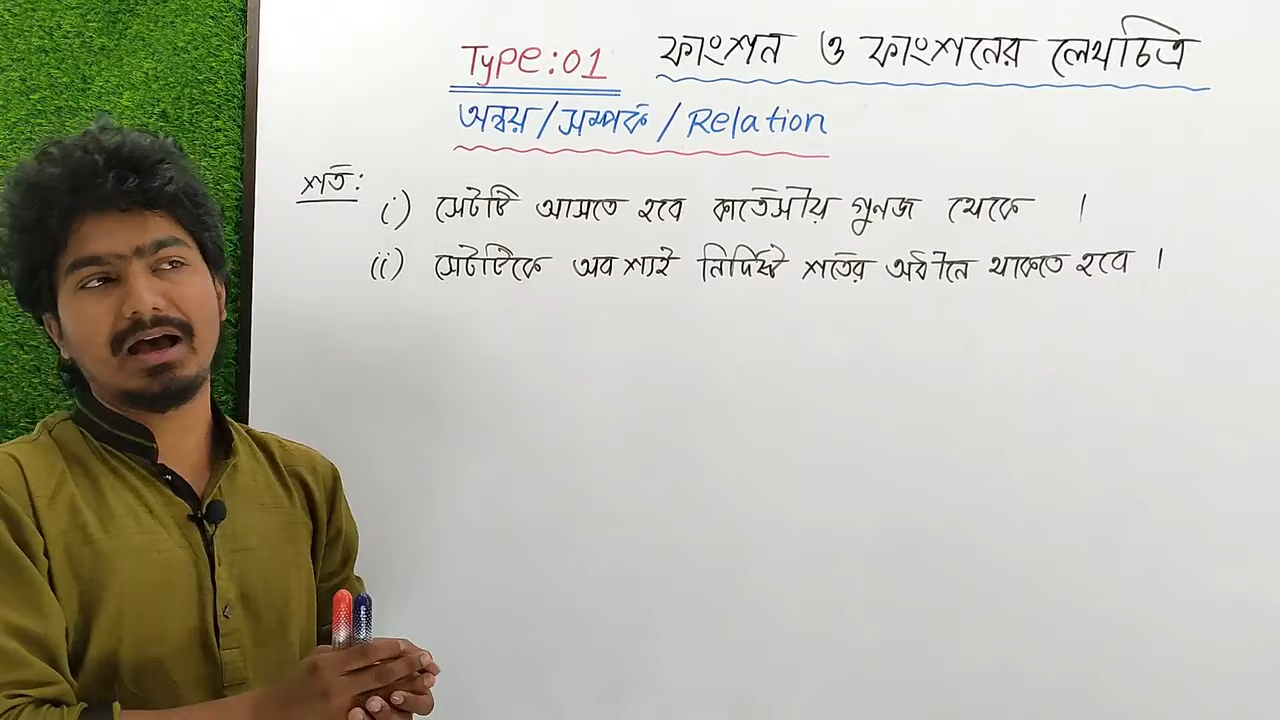 Type:01 ফাংশন ও ফাংশনের লেখচিত্র
অন্বয়/সম্পর্ক/Relation
শর্ত:
i) সেটটি আসতে হবে কার্তেসীয় গুনজ থেকে ।
(ii) সেটটিকে অবশ্যই নির্দিষ্ট শর্তের অধীনে থাকতে হবে ।